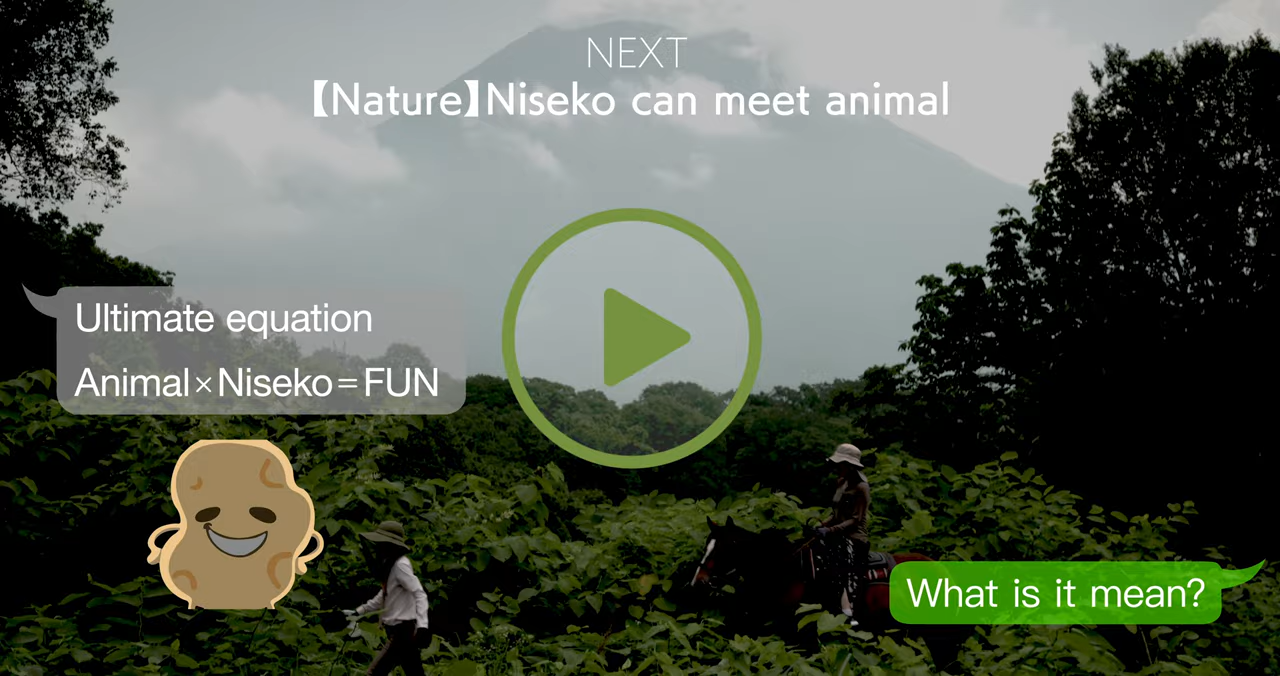 NEXT
【Nature】Niseko can meet animal
Ultimate equation
Animal×Niseko=FUN
What is it mean?